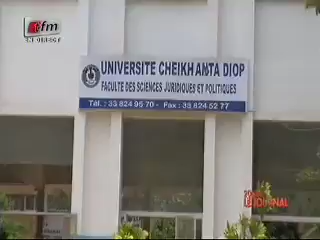 tfm
UNIVERSITE CHEIKH ANTA DIOP
FACULTE DES SCIENCES JURIDIQUES ET POLITIQUES
Tél. : 33 824 95 70 - Fax : 33 824 52 77
JOURNAL